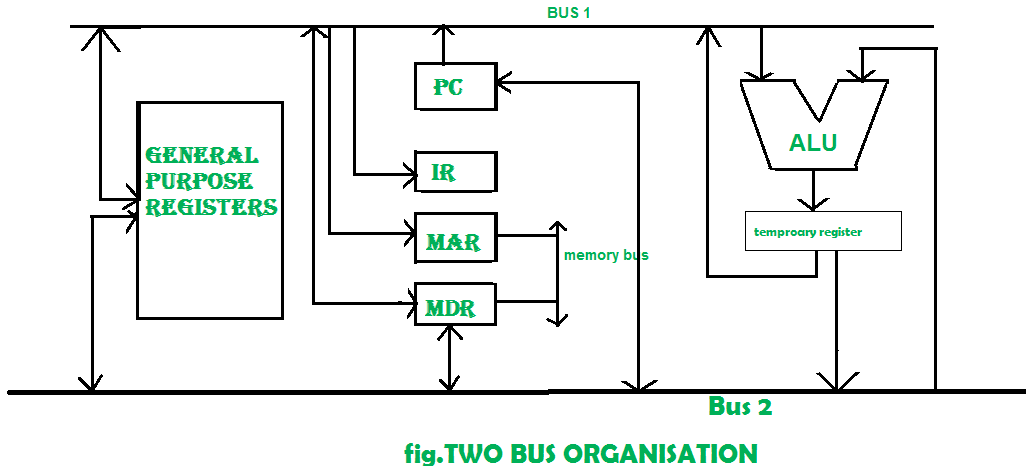 BUS 1
PC
GENERAL
PURPOSE
REGISTERS
IR
MAR
MDR
memory bus
ALU
temproary register
Bus 2
fig.TWO BUS ORGANISATION